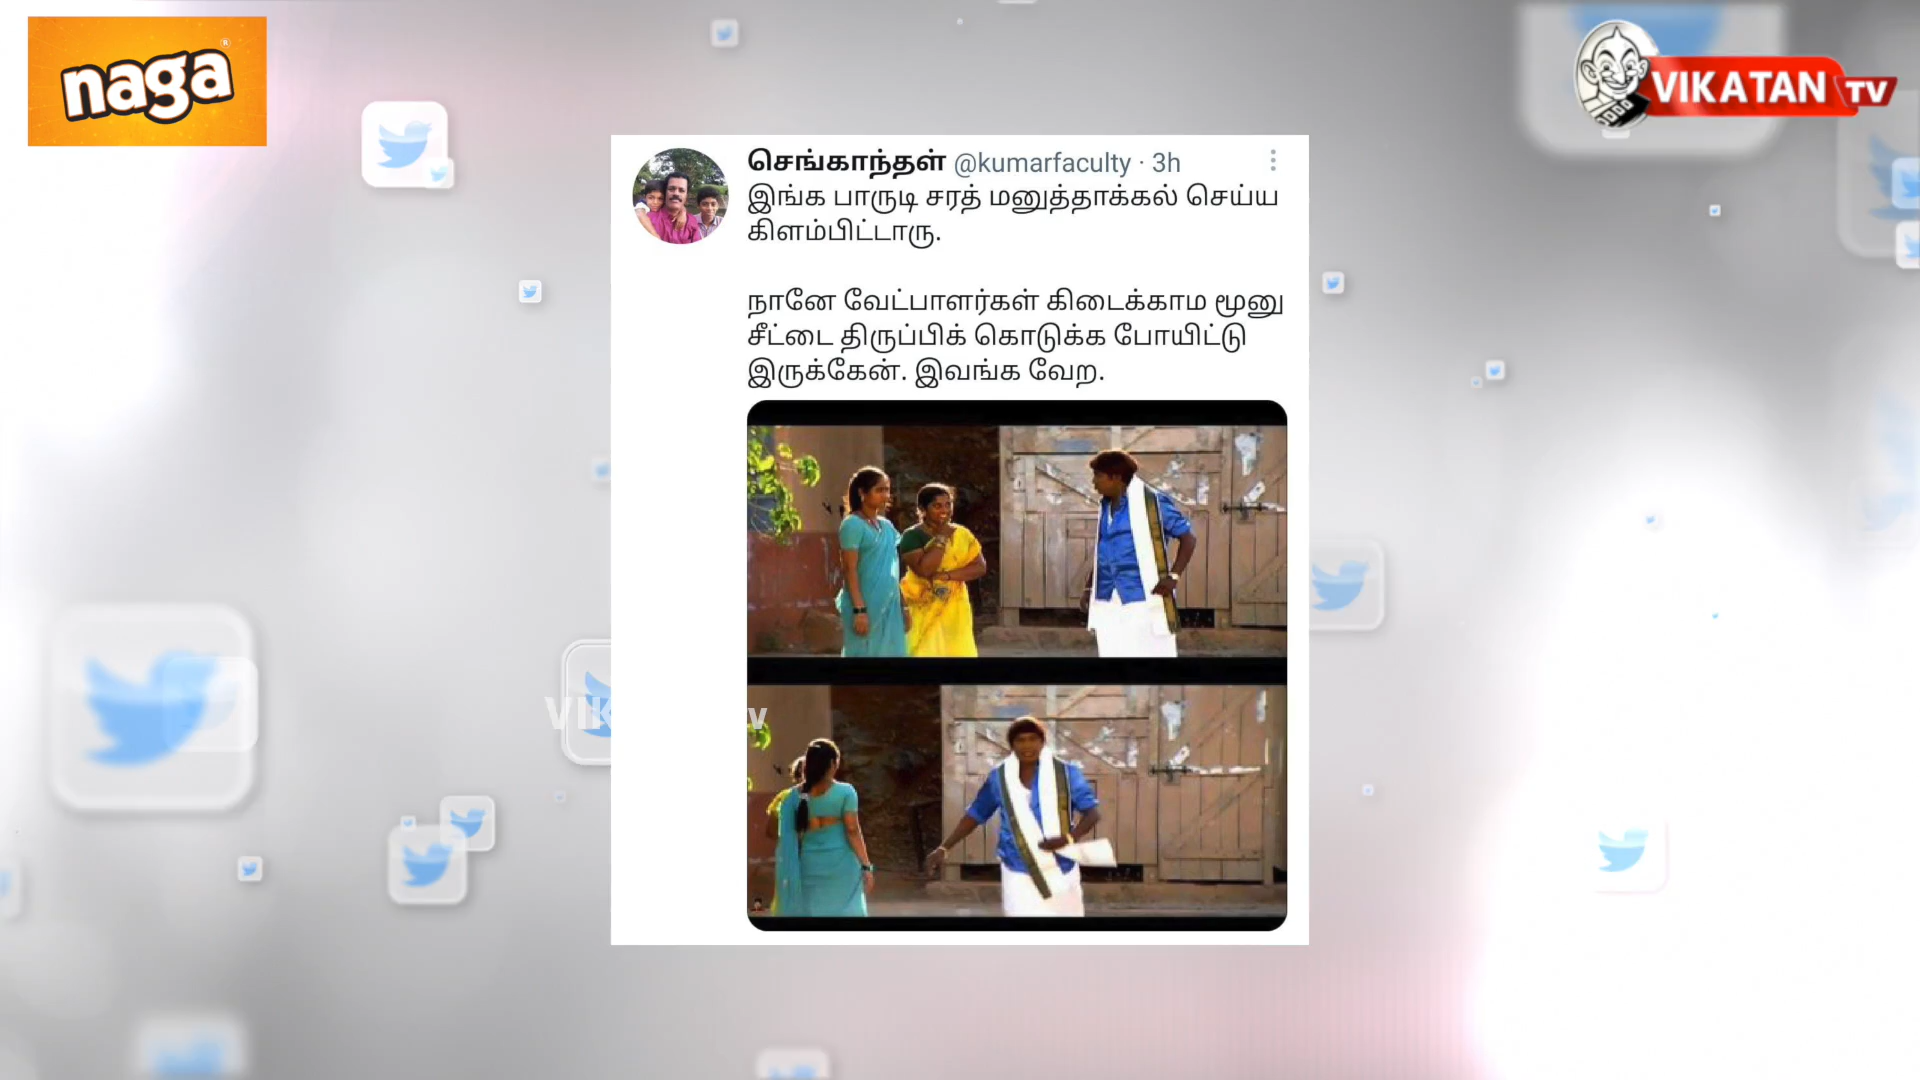 naga
VIKATAN TV
செங்காந்தள் @kumarfaculty · 3h
இங்க பாருடி சரத் மனுத்தாக்கல் செய்ய
கிளம்பிட்டாரு.
நானே வேட்பாளர்கள் கிடைக்காம மூனு
சீட்டை திருப்பிக் கொடுக்க போயிட்டு
இருக்கேன். இவங்க வேற.